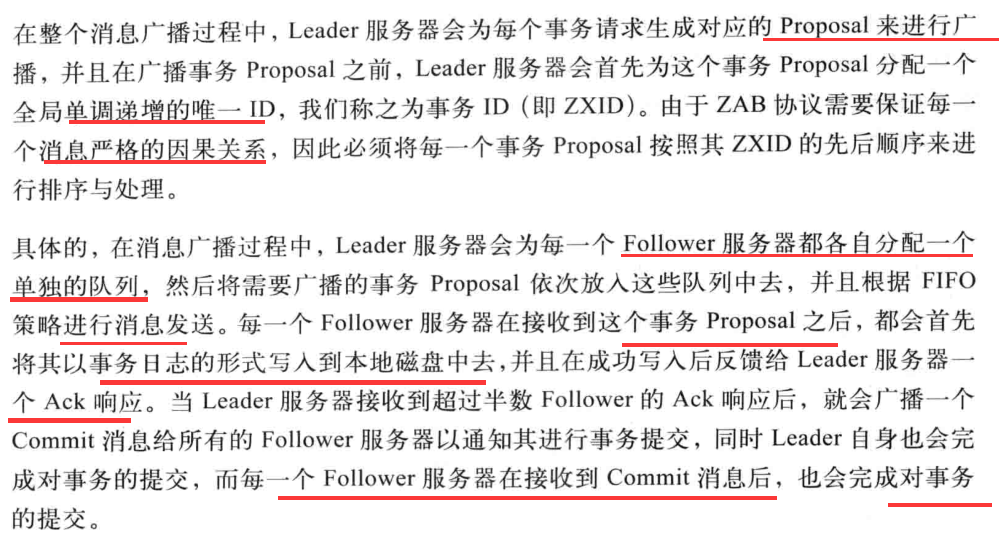 在整个消息广播过程中，Leader 服务器会为每个事务请求生成对应的 Proposal 来进行广
播，并且在广播事务 Proposal 之前，Leader 服务器会首先为这个事务 Proposal 分配一个
全局单调递增的唯一 ID，我们称之为事务 ID（即 ZXID）。由于 ZAB 协议需要保证每一
个消息严格的因果关系，因此必须将每一个事务 Proposal 按照其 ZXID 的先后顺序来进
行排序与处理。
具体的，在消息广播过程中，Leader 服务器会为每一个 Follower 服务器都各自分配一个
单独的队列，然后将需要广播的事务 Proposal 依次放入这些队列中去，并且根据 FIFO
策略进行消息发送。每一个 Follower 服务器在接收到这个事务 Proposal 之后，都会首先
将其以事务日志的形式写入到本地磁盘中去，并且在成功写入后反馈给 Leader 服务器一
个 Ack 响应。当 Leader 服务器接收到超过半数 Follower 的 Ack 响应后，就会广播一个
Commit 消息给所有的 Follower 服务器以通知其进行事务提交，同时 Leader 自身也会完
成对事务的提交，而每一个 Follower 服务器在接收到 Commit 消息后，也会完成对事务
的提交。